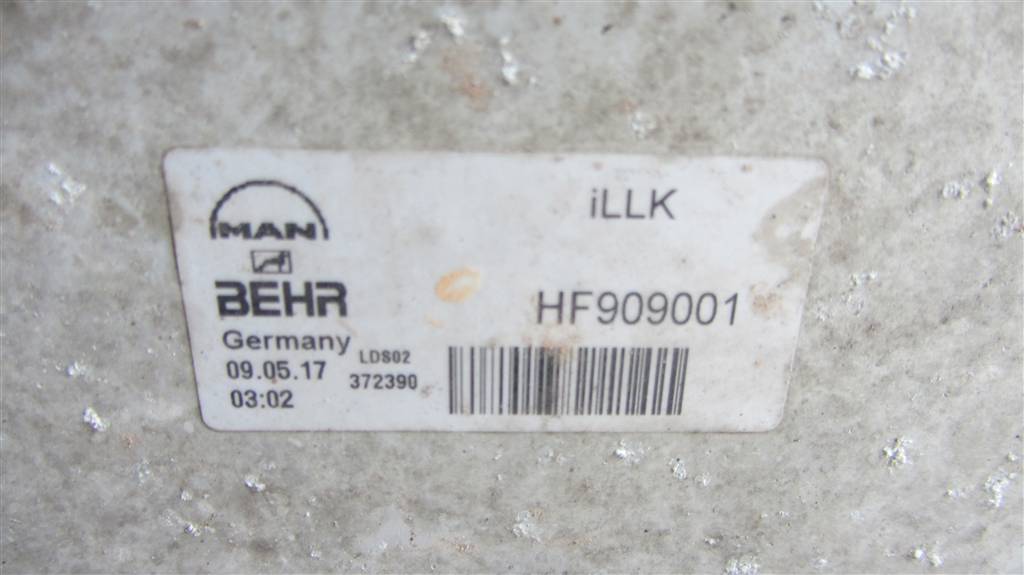 MAN
iLLK
BEHR
HF909001
Germany
LDS02
09.05.17
372390
03:02